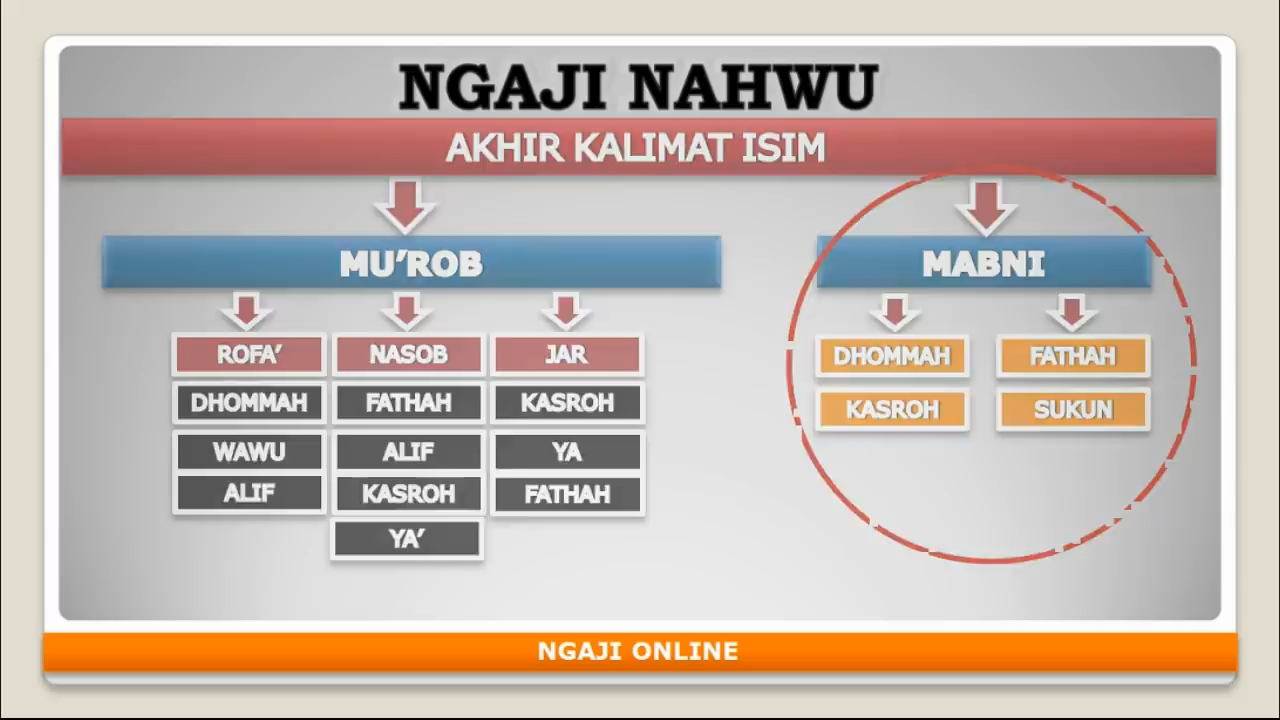 NGAJI NAHWU
AKHIR KALIMAT ISIM
MU’ROB
MABNI
ROFA’
NASOB
JAR
DHOMMAH
FATHAH
KASROH
WAWU
ALIF
YA
ALIF
KASROH
FATHAH
YA’
DHOMMAH
FATHAH
KASROH
SUKUN
NGAJI ONLINE